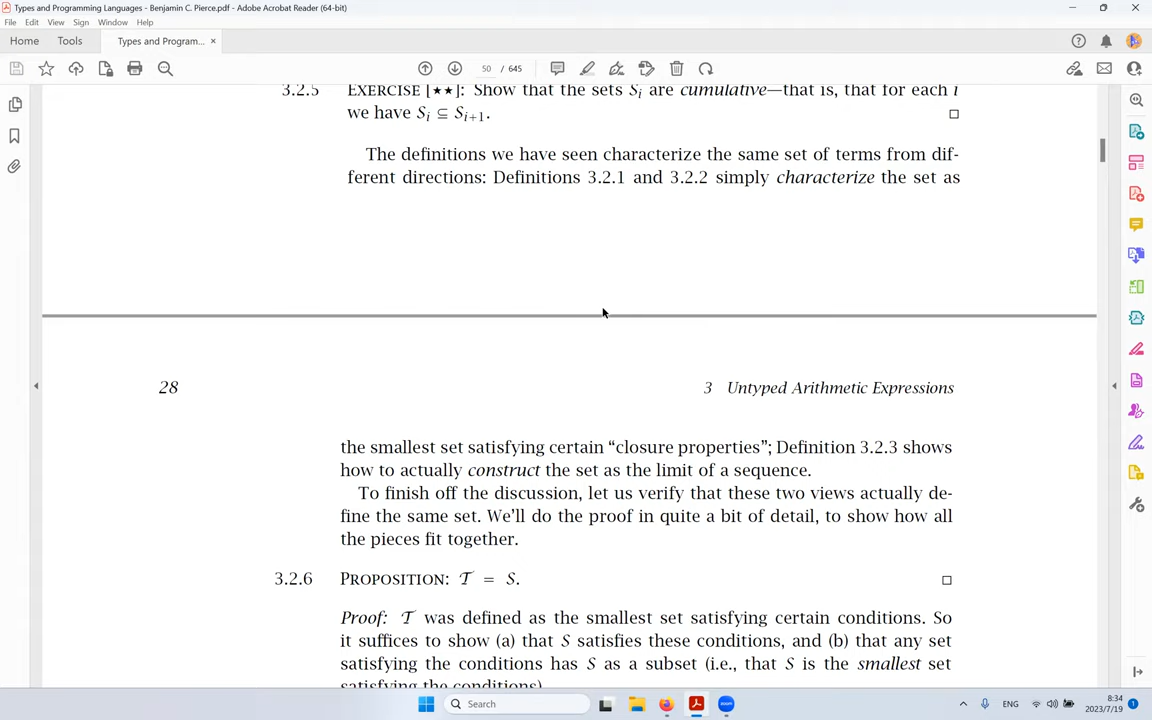 Types and Programming Languages - Benjamin C. Pierce.pdf - Adobe Acrobat Reader (64-bit)
File Edit View Sign Window Help
Home Tools Types and Program... ×
50 / 645
3.2.5 EXERCISE [★★]: Show that the sets Sᵢ are cumulative—that is, that for each i
we have Sᵢ ⊆ Sᵢ₊₁. □
The definitions we have seen characterize the same set of terms from dif-
ferent directions: Definitions 3.2.1 and 3.2.2 simply characterize the set as
28 3 Untyped Arithmetic Expressions
the smallest set satisfying certain “closure properties”; Definition 3.2.3 shows
how to actually construct the set as the limit of a sequence.
To finish off the discussion, let us verify that these two views actually de-
fine the same set. We’ll do the proof in quite a bit of detail, to show how all
the pieces fit together.
3.2.6 PROPOSITION: 𝒯 = S. □
Proof: 𝒯 was defined as the smallest set satisfying certain conditions. So
it suffices to show (a) that S satisfies these conditions, and (b) that any set
satisfying the conditions has S as a subset (i.e., that S is the smallest set
satisfying the conditions).
Search
zoom
ENG
8:34
2023/7/19
1